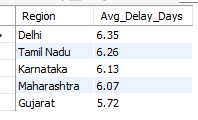 Region Avg_Delay_Days
Delhi 6.35
Tamil Nadu 6.26
Karnataka 6.13
Maharashtra 6.07
Gujarat 5.72